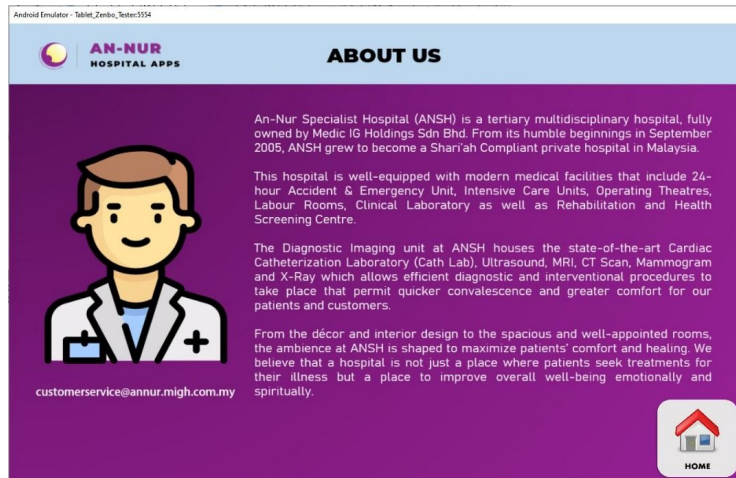 Android Emulator - Tablet_Zenbo_Tester:5554
AN-NUR
HOSPITAL APPS
ABOUT US
An-Nur Specialist Hospital (ANSH) is a tertiary multidisciplinary hospital, fully
owned by Medic IG Holdings Sdn Bhd. From its humble beginnings in September
2005, ANSH grew to become a Shari'ah Compliant private hospital in Malaysia.
This hospital is well-equipped with modern medical facilities that include 24-
hour Accident & Emergency Unit, Intensive Care Units, Operating Theatres,
Labour Rooms, Clinical Laboratory as well as Rehabilitation and Health
Screening Centre.
The Diagnostic Imaging unit at ANSH houses the state-of-the-art Cardiac
Catheterization Laboratory (Cath Lab), Ultrasound, MRI, CT Scan, Mammogram
and X-Ray which allows efficient diagnostic and interventional procedures to
take place that permit quicker convalescence and greater comfort for our
patients and customers.
From the décor and interior design to the spacious and well-appointed rooms,
the ambience at ANSH is shaped to maximize patients' comfort and healing. We
believe that a hospital is not just a place where patients seek treatments for
their illness but a place to improve overall well-being emotionally and
spiritually.
customerservice@annur.migh.com.my
HOME